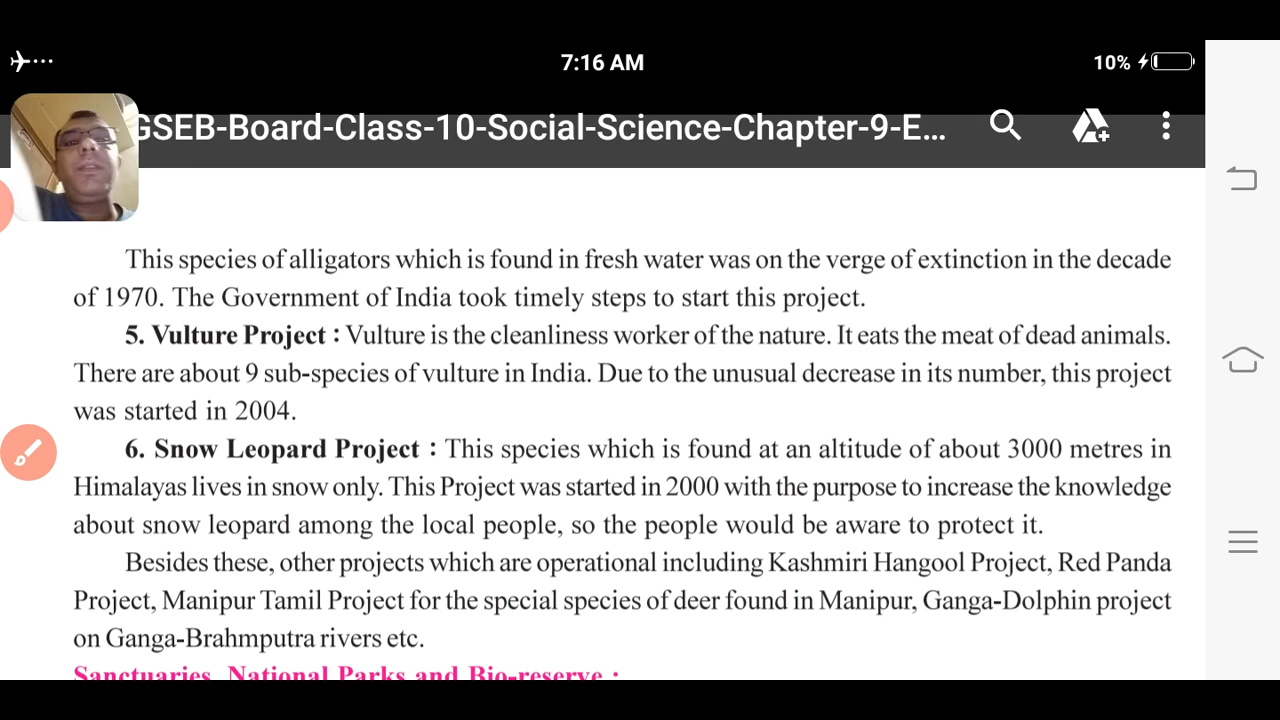 7:16 AM
10%
GSEB-Board-Class-10-Social-Science-Chapter-9-E...
This species of alligators which is found in fresh water was on the verge of extinction in the decade
of 1970. The Government of India took timely steps to start this project.
5. Vulture Project : Vulture is the cleanliness worker of the nature. It eats the meat of dead animals.
There are about 9 sub-species of vulture in India. Due to the unusual decrease in its number, this project
was started in 2004.
6. Snow Leopard Project : This species which is found at an altitude of about 3000 metres in
Himalayas lives in snow only. This Project was started in 2000 with the purpose to increase the knowledge
about snow leopard among the local people, so the people would be aware to protect it.
Besides these, other projects which are operational including Kashmiri Hangool Project, Red Panda
Project, Manipur Tamil Project for the special species of deer found in Manipur, Ganga-Dolphin project
on Ganga-Brahmputra rivers etc.
Sanctuaries, National Parks and Bio-reserve :